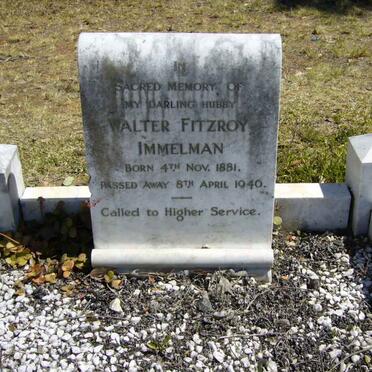 In
Sacred Memory of
my darling hubby
Walter Fitzroy
Immelman
Born 4th Nov. 1881.
Passed away 8th April 1940.
Called to Higher Service.